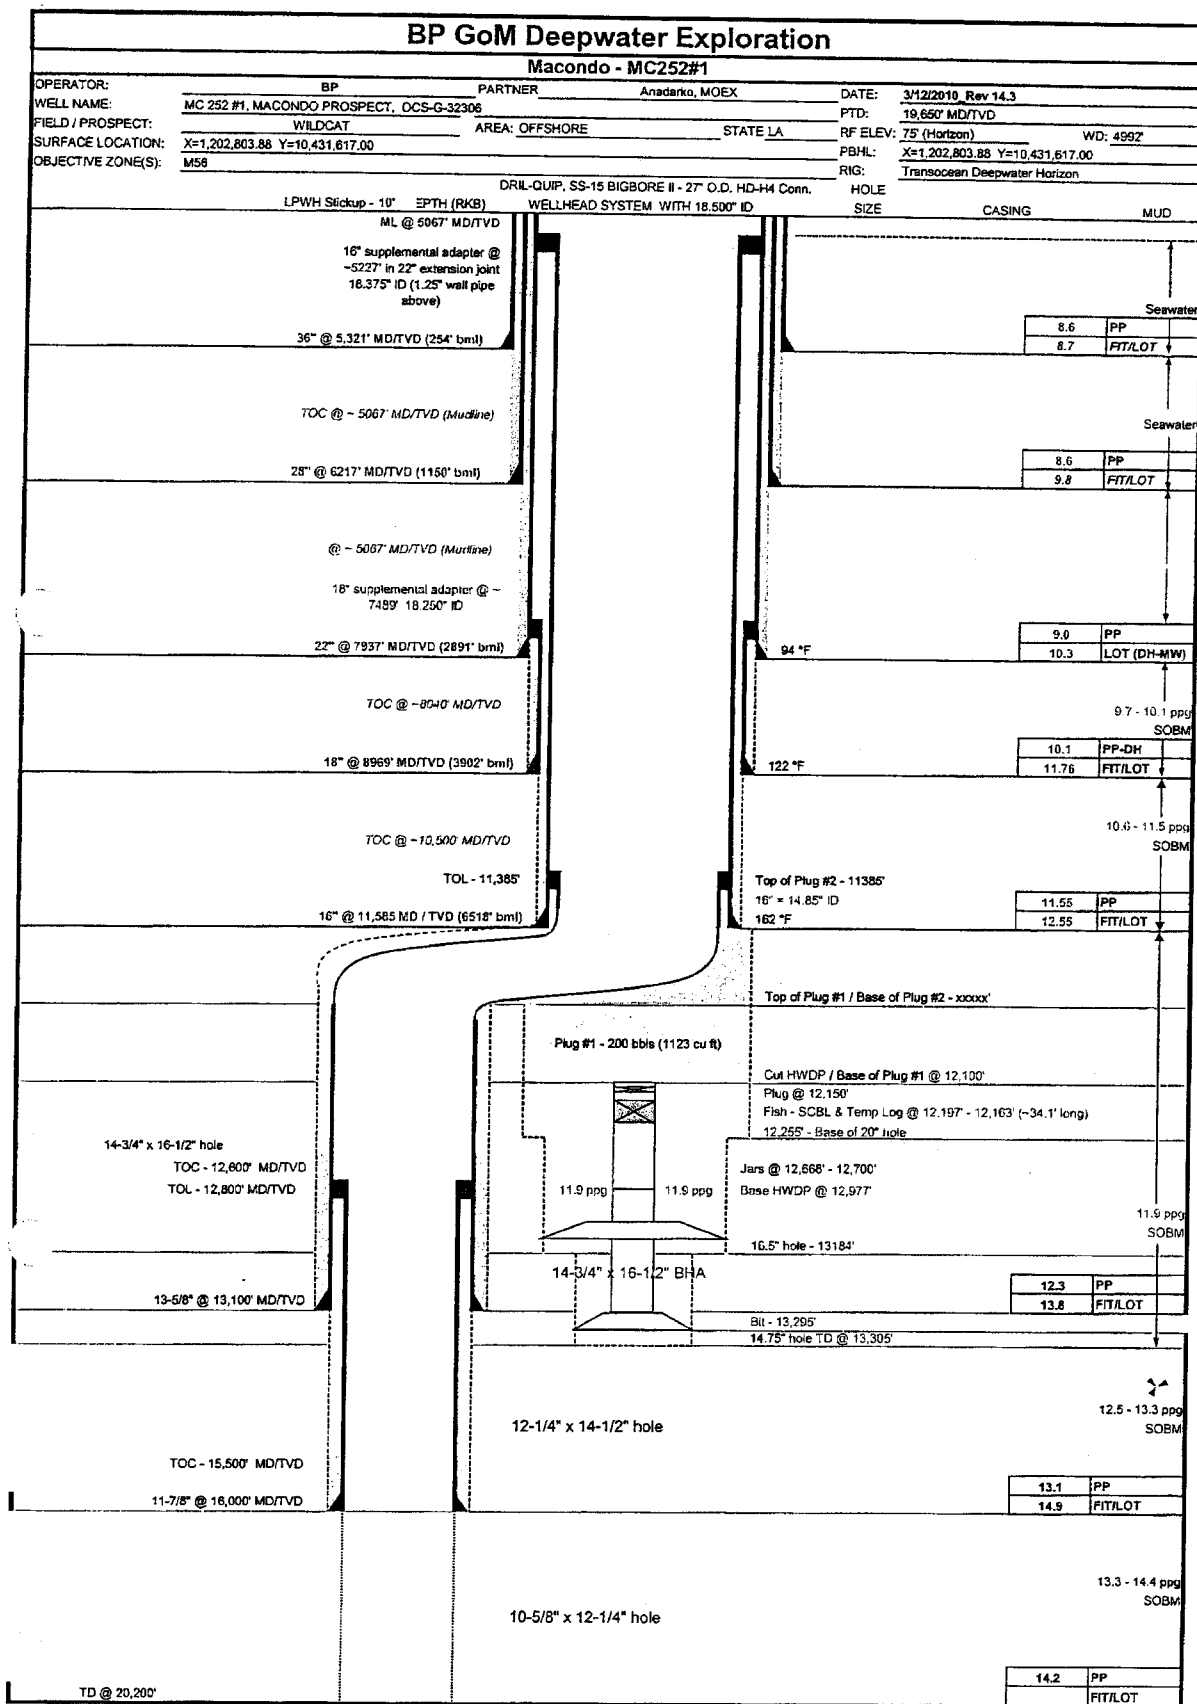 BP GoM Deepwater Exploration
Macondo - MC252#1
OPERATOR: BP PARTNER Anadarko, MOEX DATE: 3/12/2010 Rev 14.3
WELL NAME: MC 252 #1, MACONDO PROSPECT, OCS-G-32306 PTD: 19,650' MD/TVD
FIELD / PROSPECT: WILDCAT AREA: OFFSHORE STATE LA RF ELEV: 75' (Horizon) WD: 4992'
SURFACE LOCATION: X=1,202,803.88 Y=10,431,617.00 PBHL: X=1,202,803.88 Y=10,431,617.00
OBJECTIVE ZONE(S): M56 RIG: Transocean Deepwater Horizon
DRIL-QUIP, SS-15 BIGBORE II - 27" O.D. HD-H4 Conn. HOLE
LPWH Stickup - 10' EPTH (RKB) WELLHEAD SYSTEM WITH 18.500" ID SIZE CASING MUD
ML @ 5067' MD/TVD
16" supplemental adapter @
~5227' in 22" extension joint
18.375" ID (1.25" wall pipe
above)
Seawater
8.6 PP
36" @ 5,321' MD/TVD (254' bml) 8.7 FIT/LOT
TOC @ ~ 5067' MD/TVD (Mudline)
Seawater
8.6 PP
28" @ 6217' MD/TVD (1150' bml) 9.8 FIT/LOT
@ ~ 5067' MD/TVD (Mudline)
18" supplemental adapter @ ~
7489' 18.250" ID
9.0 PP
22" @ 7937' MD/TVD (2891' bml) 94 °F 10.3 LOT (DH-MW)
TOC @ ~8040' MD/TVD
9.7 - 10.1 ppg
SOBM
10.1 PP-DH
18" @ 8969' MD/TVD (3902' bml) 122 °F 11.76 FIT/LOT
10.6 - 11.5 ppg
SOBM
TOC @ ~10,500' MD/TVD
TOL - 11,385' Top of Plug #2 - 11385'
16" = 14.85" ID 11.55 PP
16" @ 11,585 MD / TVD (6518' bml) 162 °F 12.55 FIT/LOT
Top of Plug #1 / Base of Plug #2 - xxxxx'
Plug #1 - 200 bbls (1123 cu ft)
Cut HWDP / Base of Plug #1 @ 12,100'
Plug @ 12,150'
Fish - SCBL & Temp Log @ 12.197' - 12,163' (~34.1' long)
12,255' - Base of 20" hole
14-3/4" x 16-1/2" hole
TOC - 12,600' MD/TVD Jars @ 12,668' - 12,700'
TOL - 12,800' MD/TVD 11.9 ppg 11.9 ppg Base HWDP @ 12,977'
11.9 ppg
SOBM
16.5" hole - 13184'
14-3/4" x 16-1/2" BHA
12.3 PP
13-5/8" @ 13,100' MD/TVD 13.8 FIT/LOT
Bit - 13,295'
14.75" hole TD @ 13,305'
12.5 - 13.3 ppg
SOBM
12-1/4" x 14-1/2" hole
TOC - 15,500' MD/TVD
13.1 PP
11-7/8" @ 16,000' MD/TVD 14.9 FIT/LOT
13.3 - 14.4 ppg
SOBM
10-5/8" x 12-1/4" hole
14.2 PP
TD @ 20,200' FIT/LOT